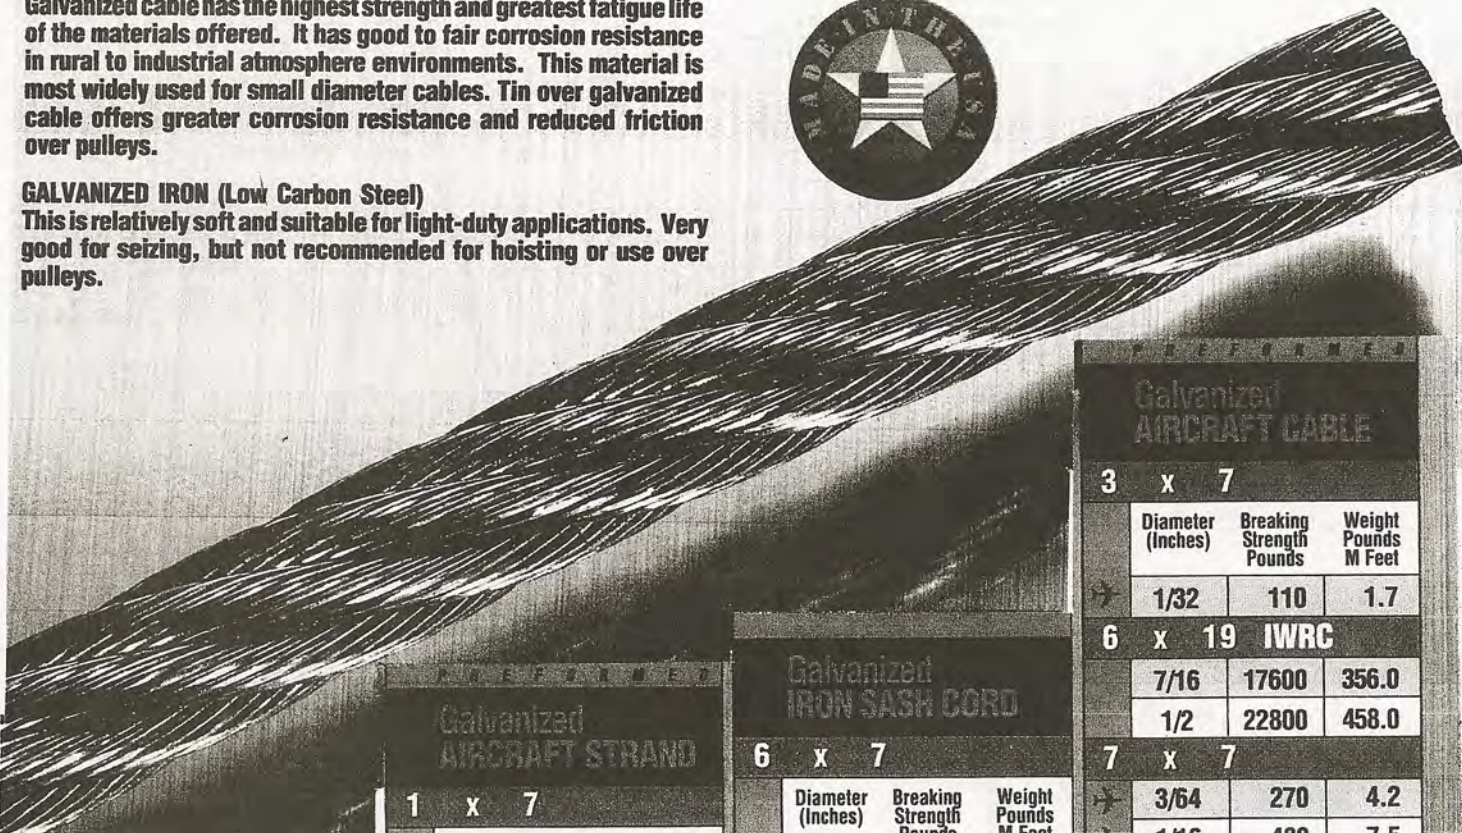 Galvanized cable has the highest strength and greatest fatigue life
of the materials offered. It has good to fair corrosion resistance
in rural to industrial atmosphere environments. This material is
most widely used for small diameter cables. Tin over galvanized
cable offers greater corrosion resistance and reduced friction
over pulleys.
GALVANIZED IRON (Low Carbon Steel)
This is relatively soft and suitable for light-duty applications. Very
good for seizing, but not recommended for hoisting or use over
pulleys.
MADE IN THE USA
PREFORMED
Galvanized
AIRCRAFT STRAND
1 x 7
Galvanized
IRON SASH CORD
6 x 7
Diameter Breaking Weight
(Inches) Strength Pounds
Pounds M Feet
PREFORMED
Galvanized
AIRCRAFT CABLE
3 x 7
Diameter Breaking Weight
(Inches) Strength Pounds
Pounds M Feet
1/32 110 1.7
6 x 19 IWRC
7/16 17600 356.0
1/2 22800 458.0
7 x 7
3/64 270 4.2
1/16 480 7.5